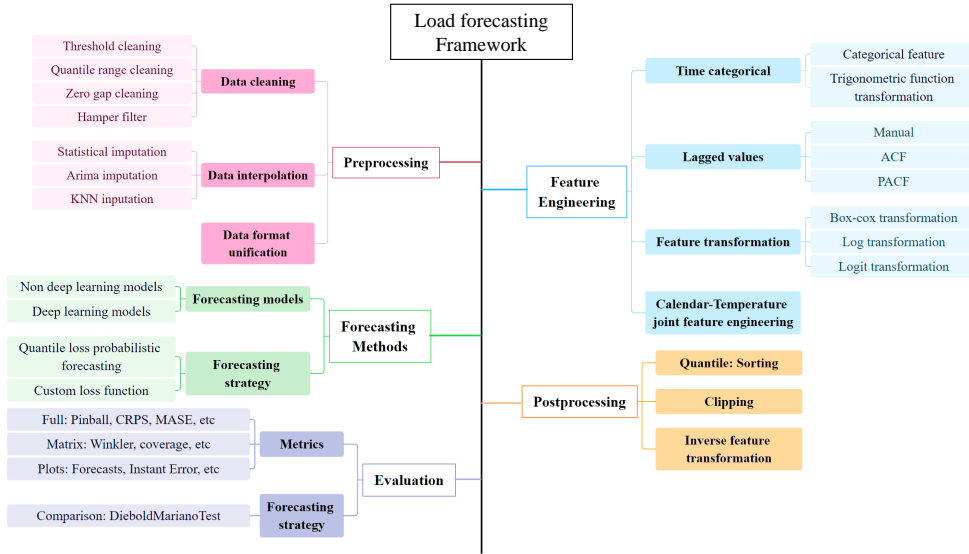 Load forecasting
Framework
Threshold cleaning
Quantile range cleaning
Zero gap cleaning
Hamper filter
Data cleaning
Statistical imputation
Arima imputation
KNN inputation
Data interpolation
Data format
unification
Preprocessing
Non deep learning models
Deep learning models
Forecasting models
Quantile loss probabilistic
forecasting
Custom loss function
Forecasting
strategy
Forecasting
Methods
Full: Pinball, CRPS, MASE, etc
Matrix: Winkler, coverage, etc
Plots: Forecasts, Instant Error, etc
Metrics
Comparison: DieboldMarianoTest
Forecasting
strategy
Evaluation
Feature
Engineering
Time categorical
Categorical feature
Trigonometric function
transformation
Lagged values
Manual
ACF
PACF
Feature transformation
Box-cox transformation
Log transformation
Logit transformation
Calendar-Temperature
joint feature engineering
Postprocessing
Quantile: Sorting
Clipping
Inverse feature
transformation